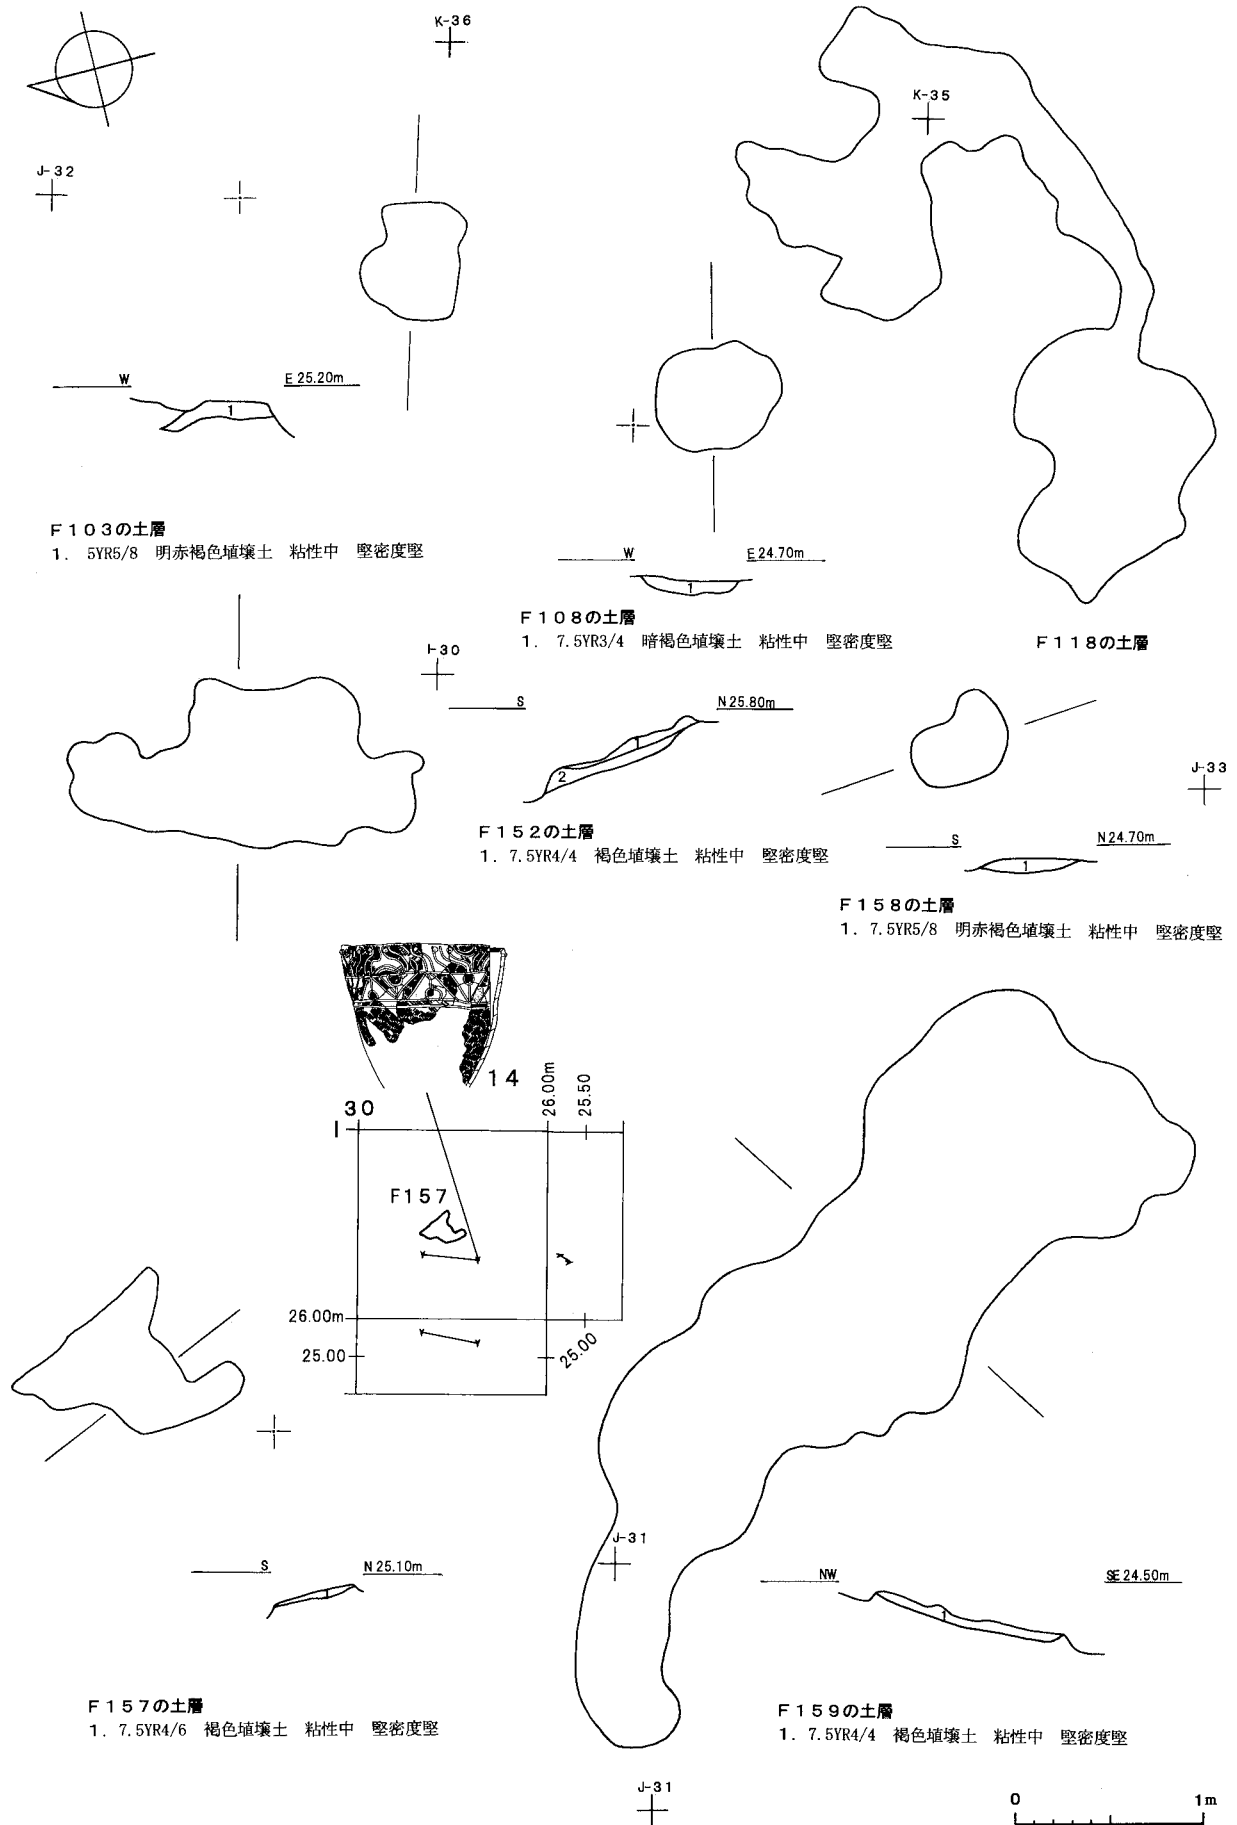 K-36
K-35
J-32
W E 25.20m
1
F103の土層
1. 5YR5/8 明赤褐色埴壌土 粘性中 堅密度堅
W E 24.70m
1
F108の土層
1. 7.5YR3/4 暗褐色埴壌土 粘性中 堅密度堅
F118の土層
I-30
S N 25.80m
1
2
F152の土層
1. 7.5YR4/4 褐色埴壌土 粘性中 堅密度堅
J-33
S N 24.70m
1
F158の土層
1. 7.5YR5/8 明赤褐色埴壌土 粘性中 堅密度堅
14
30
I
26.00m
25.50
F157
26.00m
25.00
25.00
S N 25.10m
1
F157の土層
1. 7.5YR4/6 褐色埴壌土 粘性中 堅密度堅
J-31
NW SE 24.50m
1
F159の土層
1. 7.5YR4/4 褐色埴壌土 粘性中 堅密度堅
J-31
0 1m